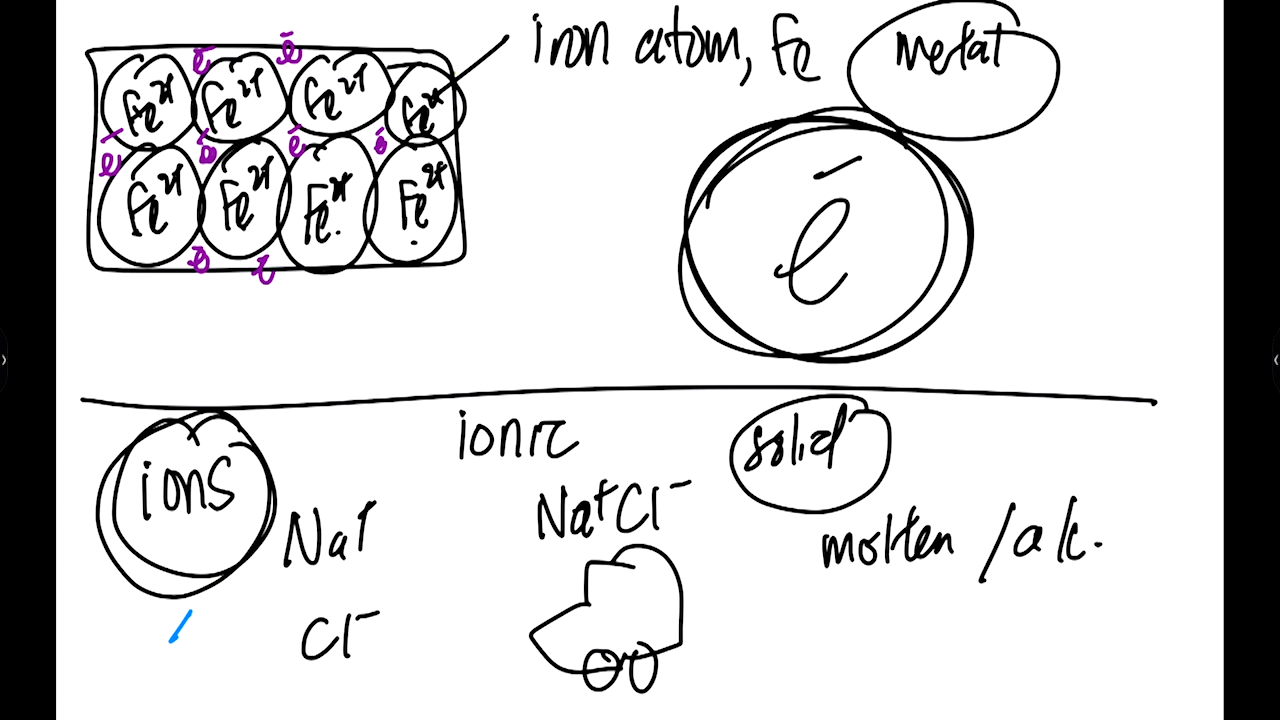 iron atom, Fe
metal
e⁻ e⁻
Fe²⁺ Fe²⁺ Fe²⁺ Fe²⁺
e⁻ e⁻ e⁻ e⁻
Fe²⁺ Fe²⁺ Fe²⁺ Fe²⁺
e⁻ e
e⁻
ionic
solid
ions
Na⁺
Na⁺Cl⁻
molten /
Cl⁻